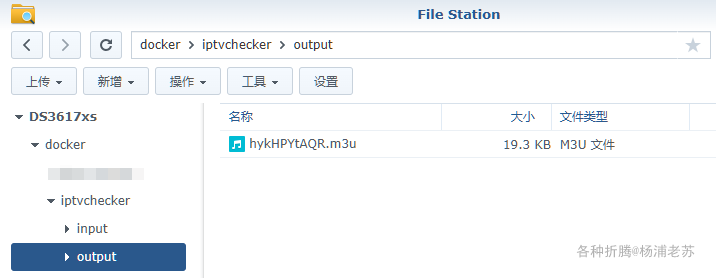 File Station
docker > iptvchecker > output
上传 新增 操作 工具 设置
名称 大小 文件类型
DS3617xs
docker
iptvchecker
input
output
hykHPYtAQR.m3u 19.3 KB M3U 文件
各种折腾@杨浦老苏